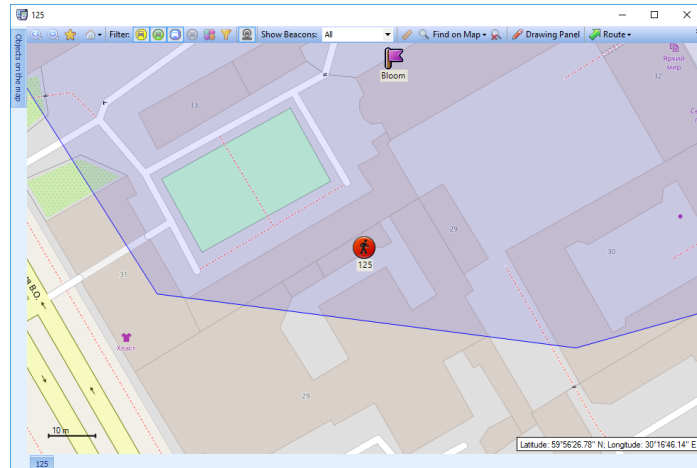 125
Filter:
Show Beacons:
All
Find on Map
Drawing Panel
Route
Objects on the map
Bloom
Яркий
мир
32
33
29
125
30
31
Я В.О.
Хласт
29
10 m
Latitude: 59°56'26.78" N; Longitude: 30°16'46.14" E
125